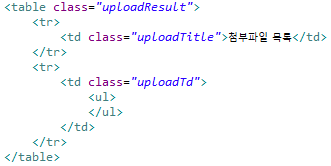 <table class="uploadResult">
    <tr>
        <td class="uploadTitle">첨부파일 목록</td>
    </tr>
    <tr>
        <td class="uploadTd">
            <ul>
            </ul>
        </td>
    </tr>
</table>